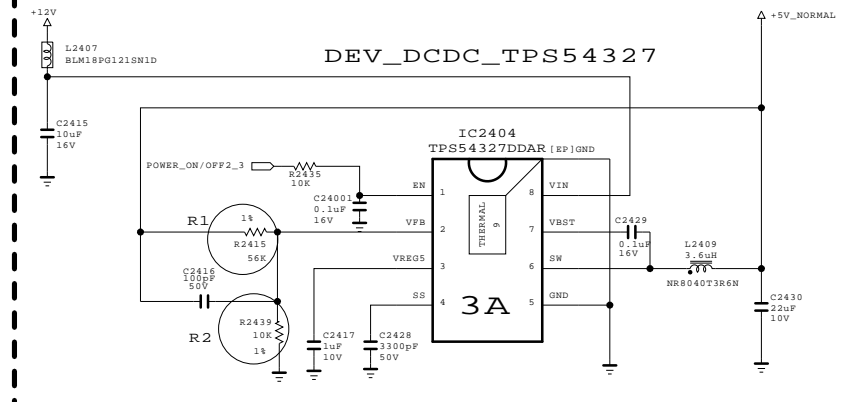 +12V
+5V_NORMAL
L2407
BLM18PG121SN1D
DEV_DCDC_TPS54327
C2415
10uF
16V
IC2404
TPS54327DDAR
[EP]GND
POWER_ON/OFF2_3
R2435
10K
C24001
0.1uF
16V
EN
1
8
VIN
R1
1%
R2415
56K
VFB
2
THERMAL
9
7
VBST
C2429
0.1uF
16V
L2409
3.6uH
NR8040T3R6N
VREG5
3
6
SW
C2416
100pF
50V
SS
4
3A
5
GND
C2430
22uF
10V
R2
R2439
10K
1%
C2417
1uF
10V
C2428
3300pF
50V